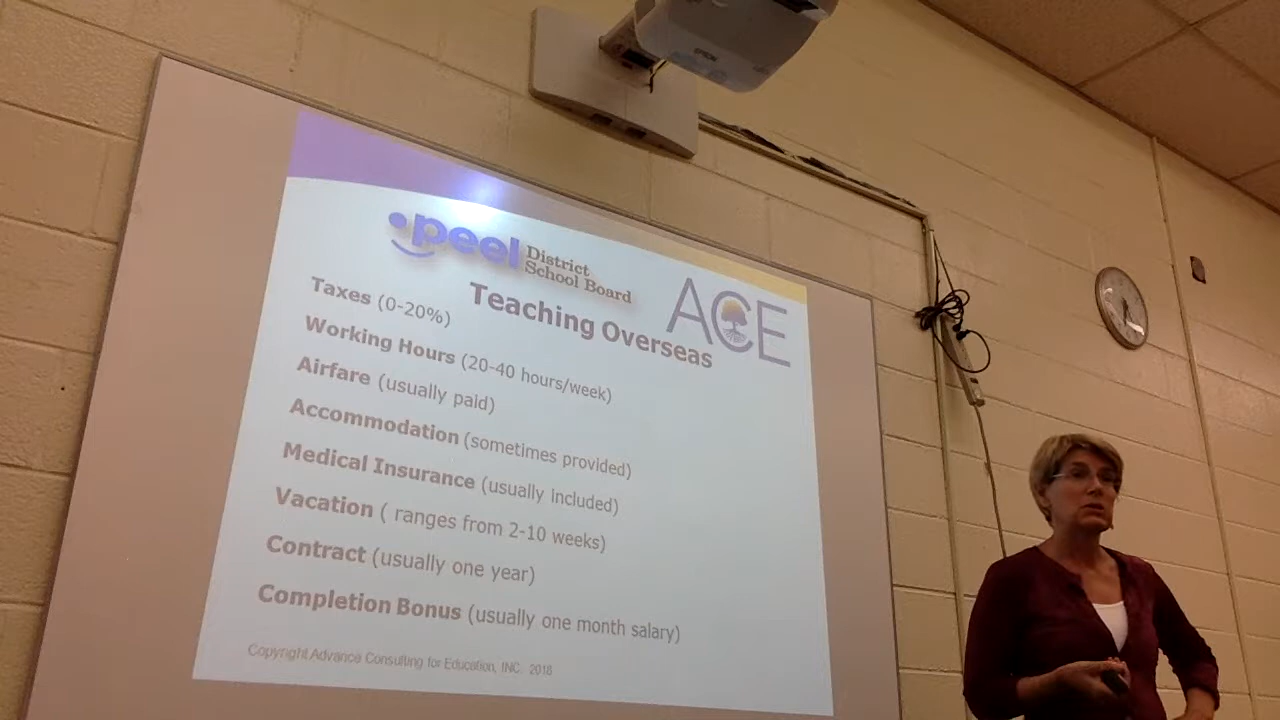 EPSON
peel District
School Board
ACE
Teaching Overseas
Taxes (0-20%)
Working Hours (20-40 hours/week)
Airfare (usually paid)
Accommodation (sometimes provided)
Medical Insurance (usually included)
Vacation ( ranges from 2-10 weeks)
Contract (usually one year)
Completion Bonus (usually one month salary)
Copyright Advance Consulting for Education, INC. 2018